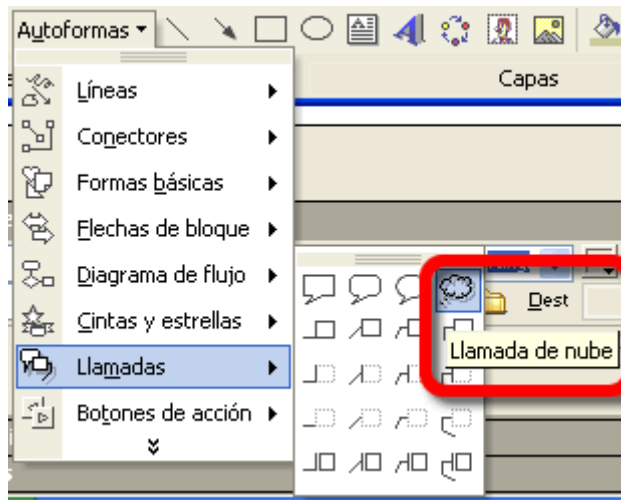 Autoformas
Capas
Líneas
Conectores
Formas básicas
Flechas de bloque
Diagrama de flujo
Dest
Cintas y estrellas
Llamada de nube
Llamadas
Botones de acción